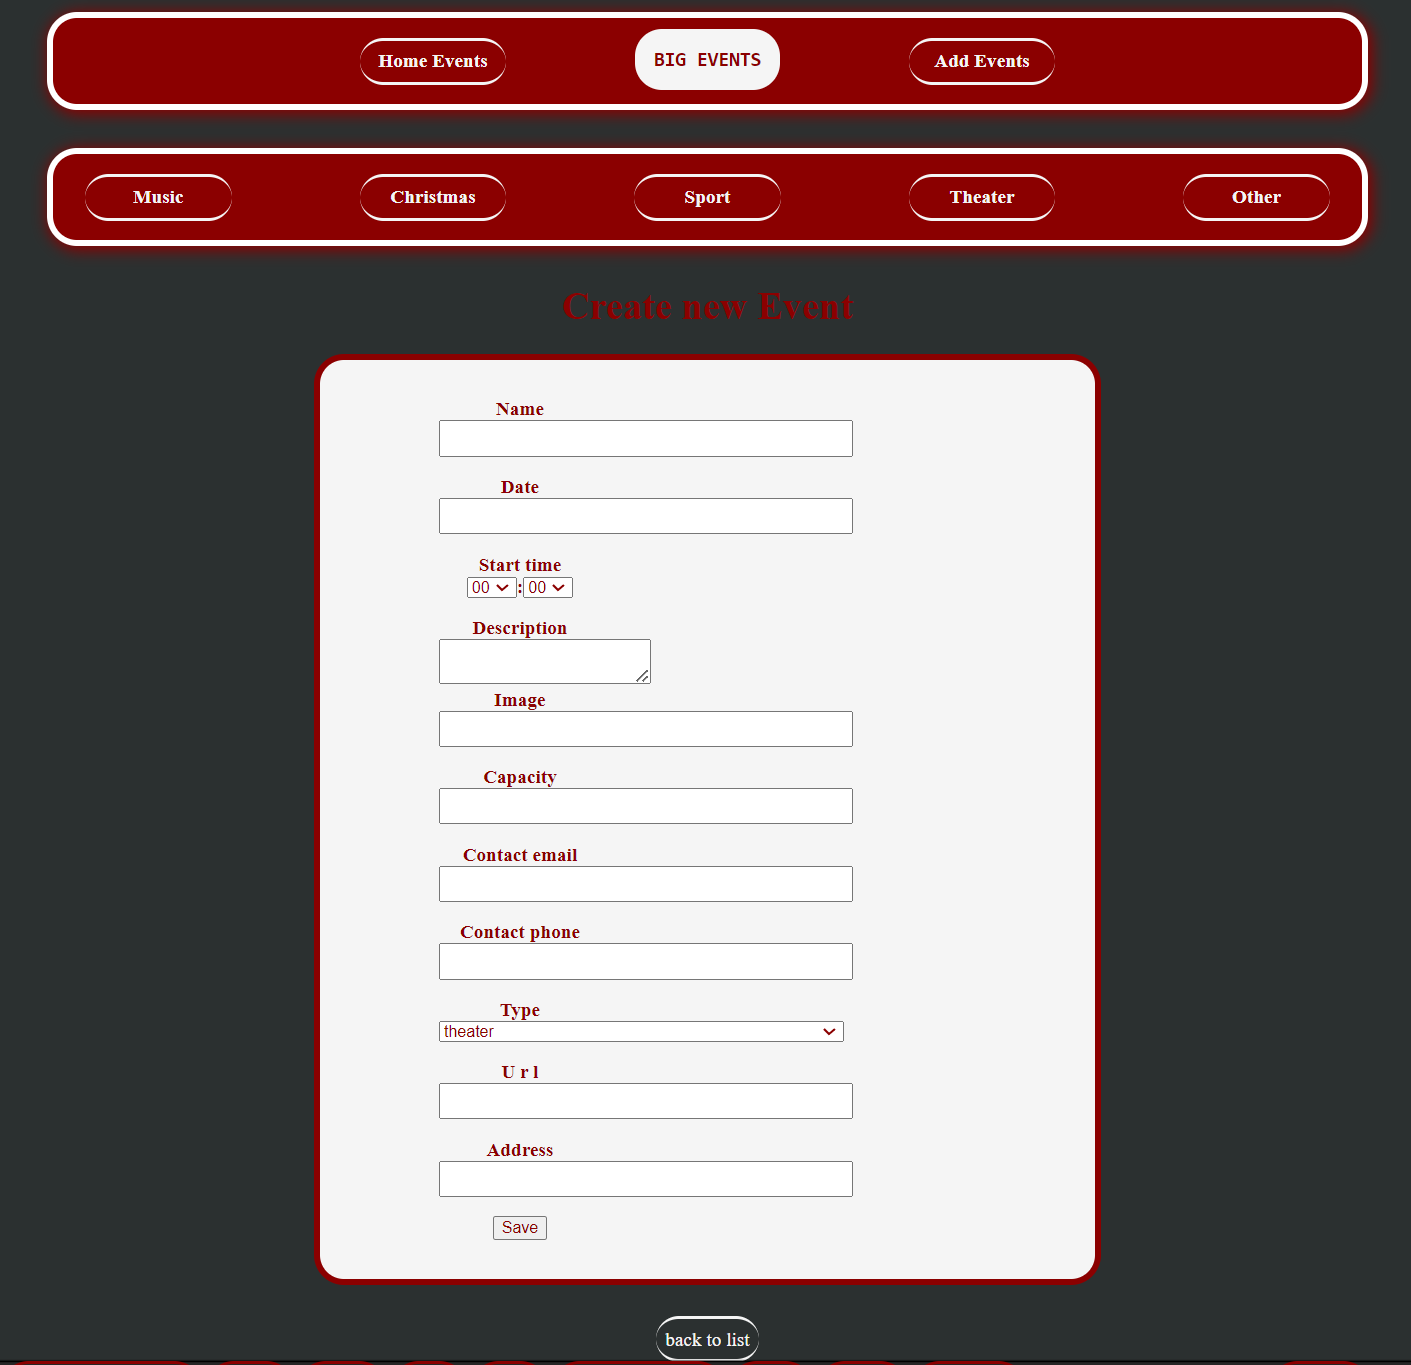 Home Events BIG EVENTS Add Events
Music Christmas Sport Theater Other
Create new Event
Name
Date
Start time
00 : 00
Description
Image
Capacity
Contact email
Contact phone
Type
theater
U r l
Address
Save
back to list